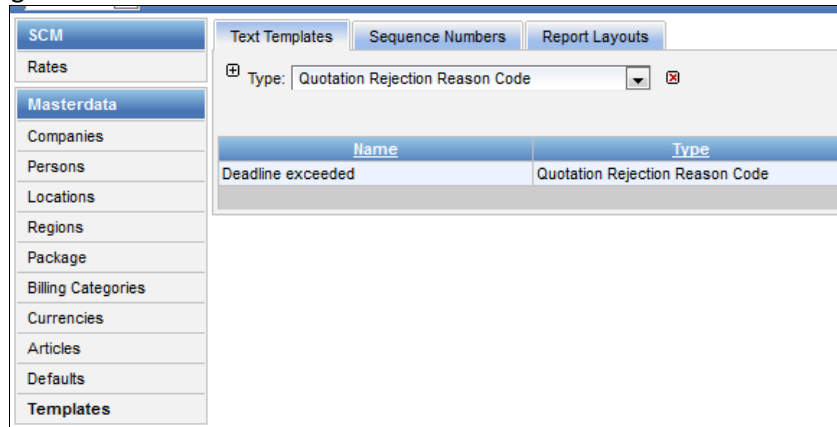 SCM
Rates
Masterdata
Companies
Persons
Locations
Regions
Package
Billing Categories
Currencies
Articles
Defaults
Templates
Text Templates Sequence Numbers Report Layouts
Type: Quotation Rejection Reason Code
Name Type
Deadline exceeded Quotation Rejection Reason Code